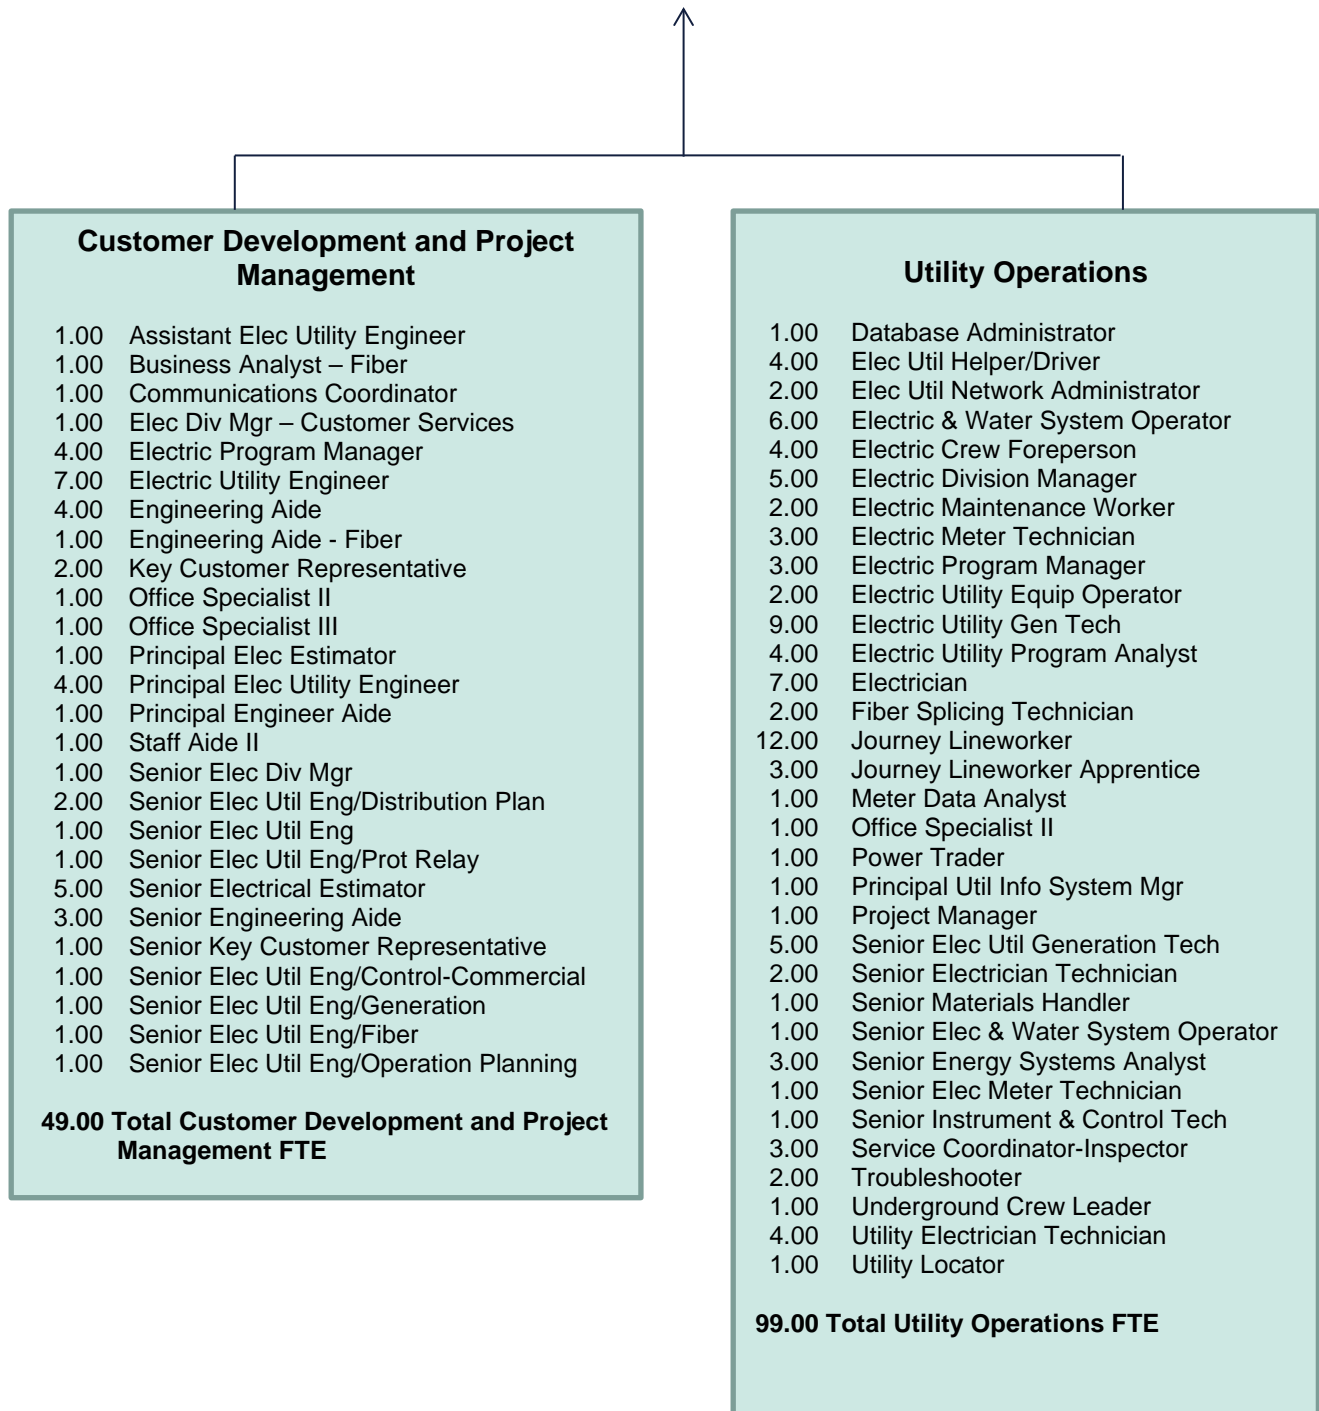 Customer Development and Project
Management
1.00 Assistant Elec Utility Engineer
1.00 Business Analyst – Fiber
1.00 Communications Coordinator
1.00 Elec Div Mgr – Customer Services
4.00 Electric Program Manager
7.00 Electric Utility Engineer
4.00 Engineering Aide
1.00 Engineering Aide - Fiber
2.00 Key Customer Representative
1.00 Office Specialist II
1.00 Office Specialist III
1.00 Principal Elec Estimator
4.00 Principal Elec Utility Engineer
1.00 Principal Engineer Aide
1.00 Staff Aide II
1.00 Senior Elec Div Mgr
2.00 Senior Elec Util Eng/Distribution Plan
1.00 Senior Elec Util Eng
1.00 Senior Elec Util Eng/Prot Relay
5.00 Senior Electrical Estimator
3.00 Senior Engineering Aide
1.00 Senior Key Customer Representative
1.00 Senior Elec Util Eng/Control-Commercial
1.00 Senior Elec Util Eng/Generation
1.00 Senior Elec Util Eng/Fiber
1.00 Senior Elec Util Eng/Operation Planning
49.00 Total Customer Development and Project
Management FTE
Utility Operations
1.00 Database Administrator
4.00 Elec Util Helper/Driver
2.00 Elec Util Network Administrator
6.00 Electric & Water System Operator
4.00 Electric Crew Foreperson
5.00 Electric Division Manager
2.00 Electric Maintenance Worker
3.00 Electric Meter Technician
3.00 Electric Program Manager
2.00 Electric Utility Equip Operator
9.00 Electric Utility Gen Tech
4.00 Electric Utility Program Analyst
7.00 Electrician
2.00 Fiber Splicing Technician
12.00 Journey Lineworker
3.00 Journey Lineworker Apprentice
1.00 Meter Data Analyst
1.00 Office Specialist II
1.00 Power Trader
1.00 Principal Util Info System Mgr
1.00 Project Manager
5.00 Senior Elec Util Generation Tech
2.00 Senior Electrician Technician
1.00 Senior Materials Handler
1.00 Senior Elec & Water System Operator
3.00 Senior Energy Systems Analyst
1.00 Senior Elec Meter Technician
1.00 Senior Instrument & Control Tech
3.00 Service Coordinator-Inspector
2.00 Troubleshooter
1.00 Underground Crew Leader
4.00 Utility Electrician Technician
1.00 Utility Locator
99.00 Total Utility Operations FTE